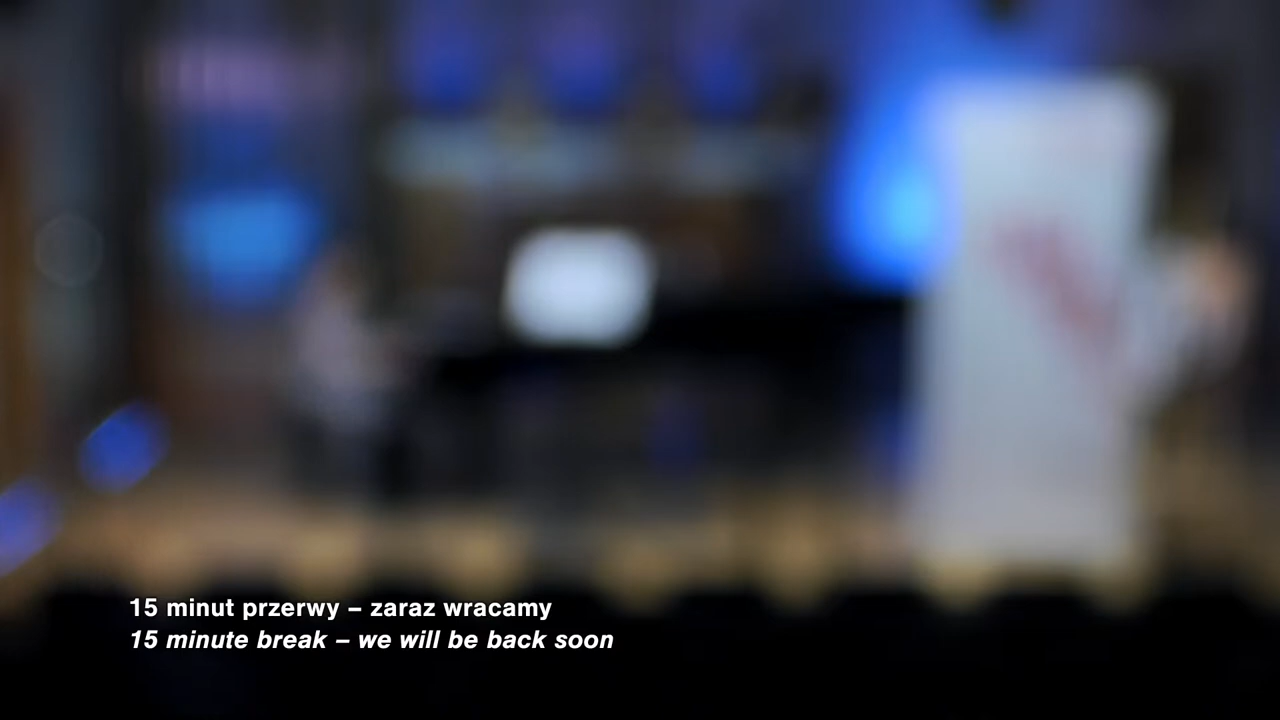 15 minut przerwy – zaraz wracamy
15 minute break – we will be back soon